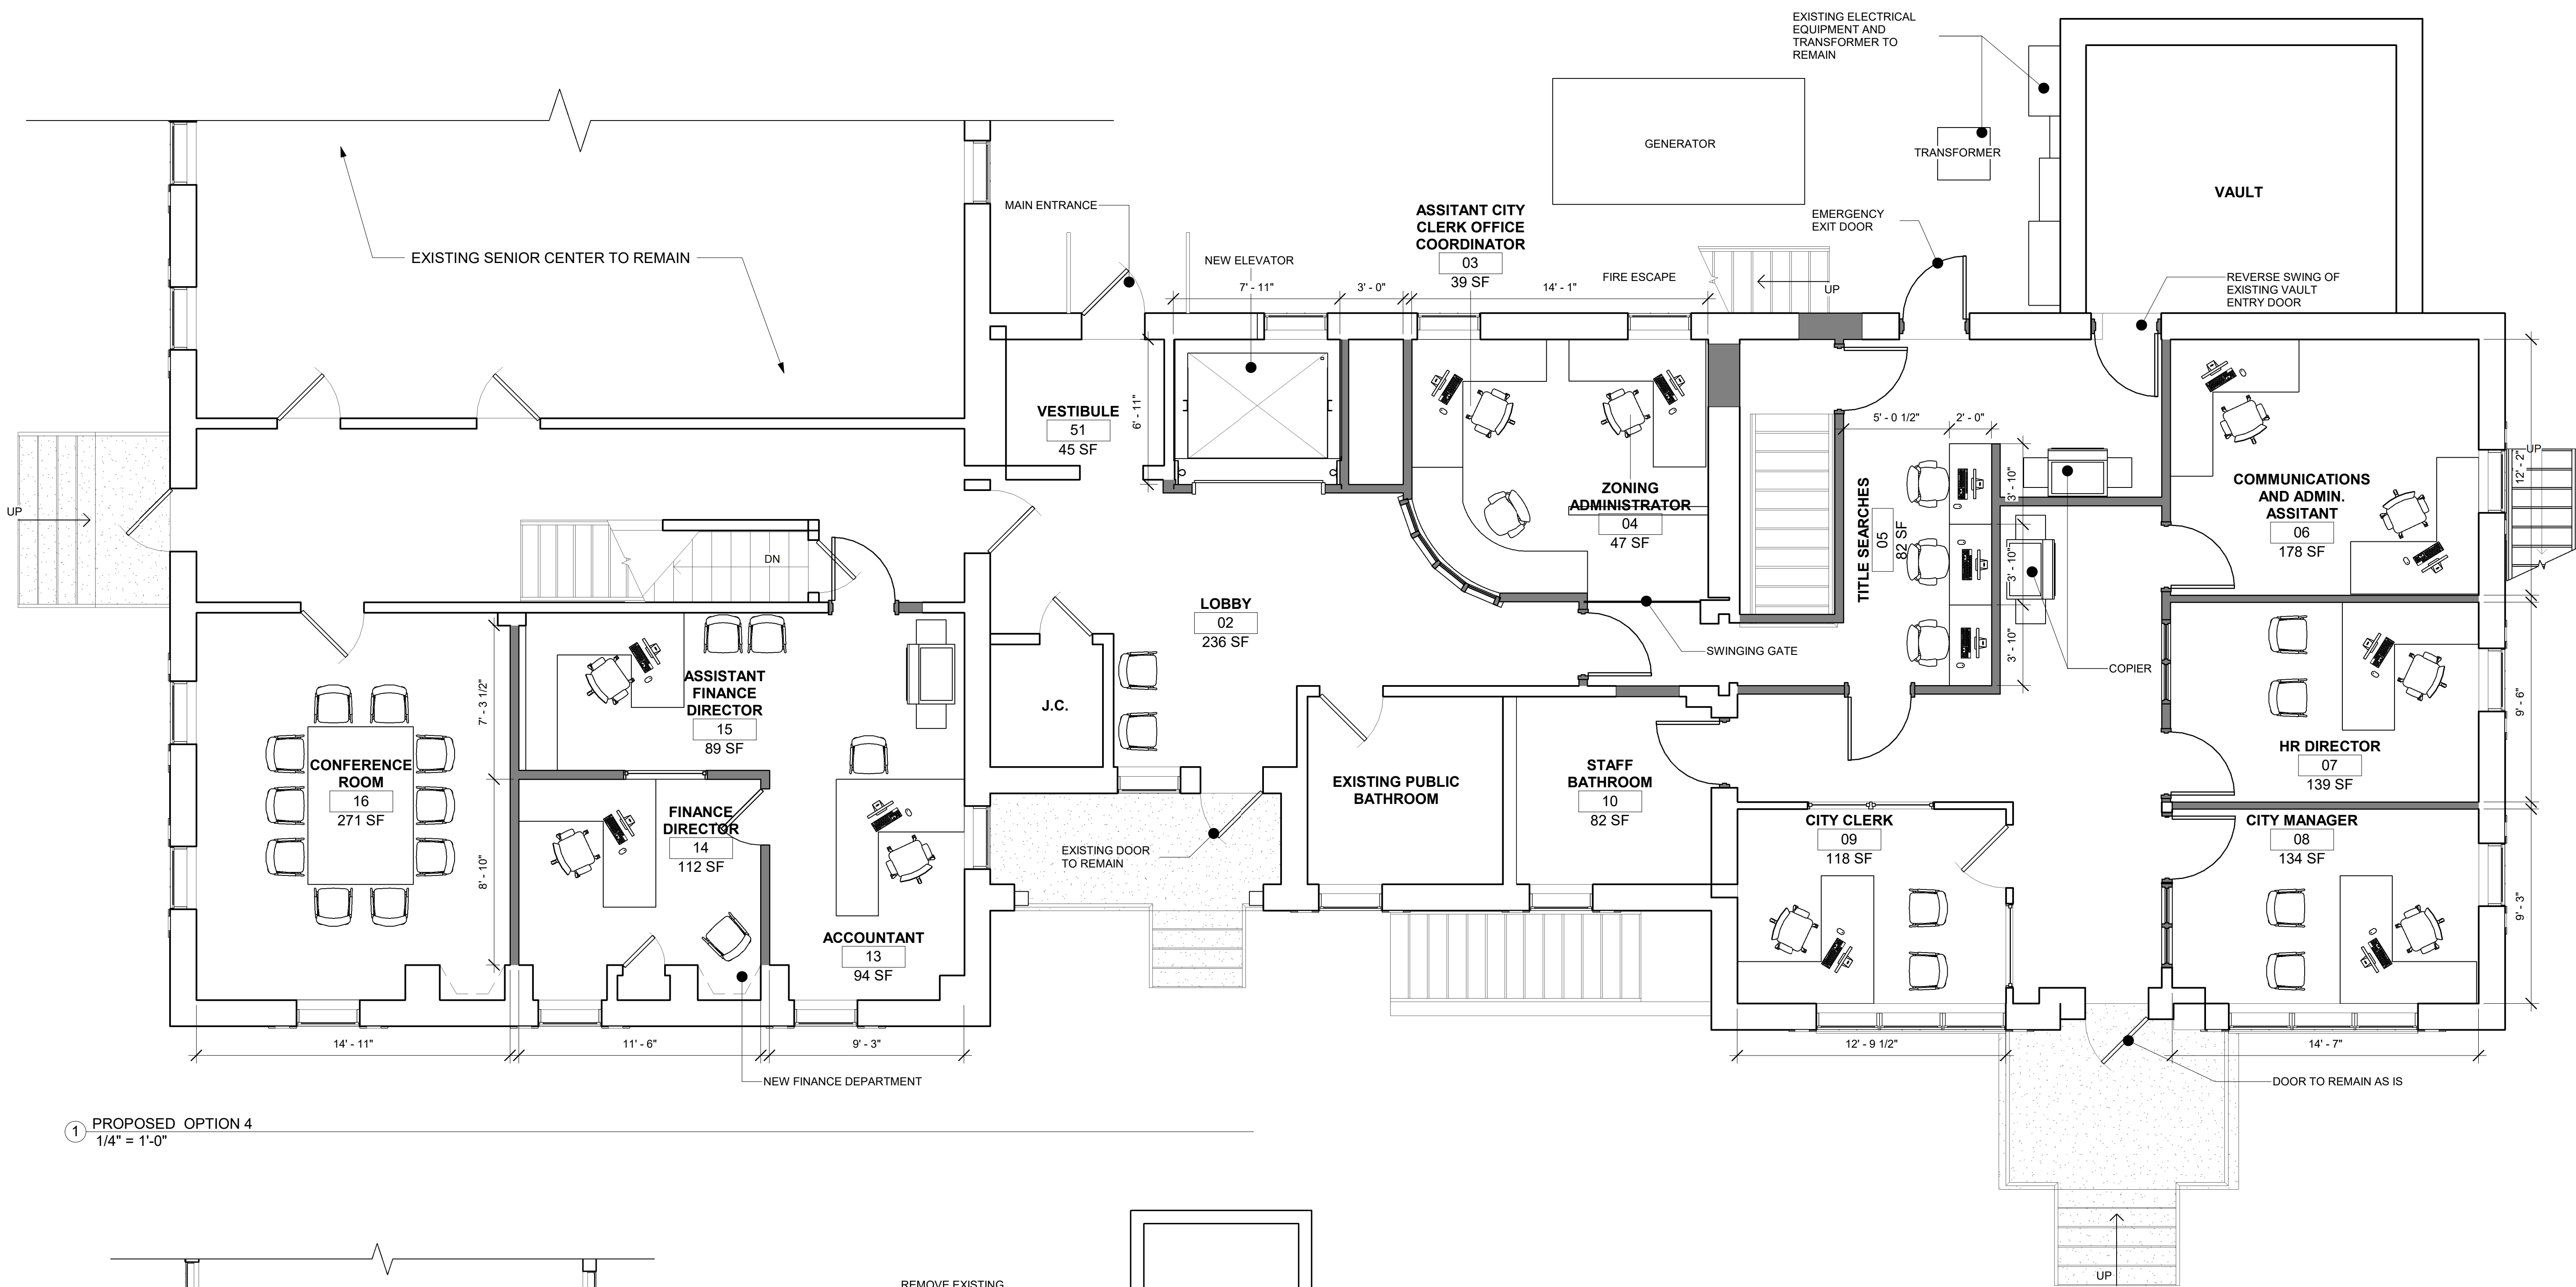 EXISTING ELECTRICAL
EQUIPMENT AND
TRANSFORMER TO
REMAIN
GENERATOR
TRANSFORMER
VAULT
MAIN ENTRANCE
ASSITANT CITY
CLERK OFFICE
COORDINATOR
03
39 SF
EMERGENCY
EXIT DOOR
EXISTING SENIOR CENTER TO REMAIN
NEW ELEVATOR
FIRE ESCAPE
UP
REVERSE SWING OF
EXISTING VAULT
ENTRY DOOR
7' - 11"
3' - 0"
14' - 1"
VESTIBULE
51
45 SF
6' - 11"
5' - 0 1/2"
2' - 0"
UP
12' - 2"
3' - 10"
COMMUNICATIONS
AND ADMIN.
ASSITANT
06
178 SF
ZONING
ADMINISTRATOR
04
47 SF
TITLE SEARCHES
05
82 SF
UP
DN
3' - 10"
LOBBY
02
236 SF
SWINGING GATE
3' - 10"
COPIER
ASSISTANT
FINANCE
DIRECTOR
15
89 SF
7' - 3 1/2"
J.C.
9' - 6"
HR DIRECTOR
07
139 SF
CONFERENCE
ROOM
16
271 SF
EXISTING PUBLIC
BATHROOM
STAFF
BATHROOM
10
82 SF
FINANCE
DIRECTOR
14
112 SF
CITY CLERK
09
118 SF
CITY MANAGER
08
134 SF
EXISTING DOOR
TO REMAIN
8' - 10"
9' - 3"
ACCOUNTANT
13
94 SF
14' - 11"
11' - 6"
9' - 3"
12' - 9 1/2"
14' - 7"
NEW FINANCE DEPARTMENT
DOOR TO REMAIN AS IS
1
PROPOSED OPTION 4
1/4" = 1'-0"
UP
REMOVE EXISTING